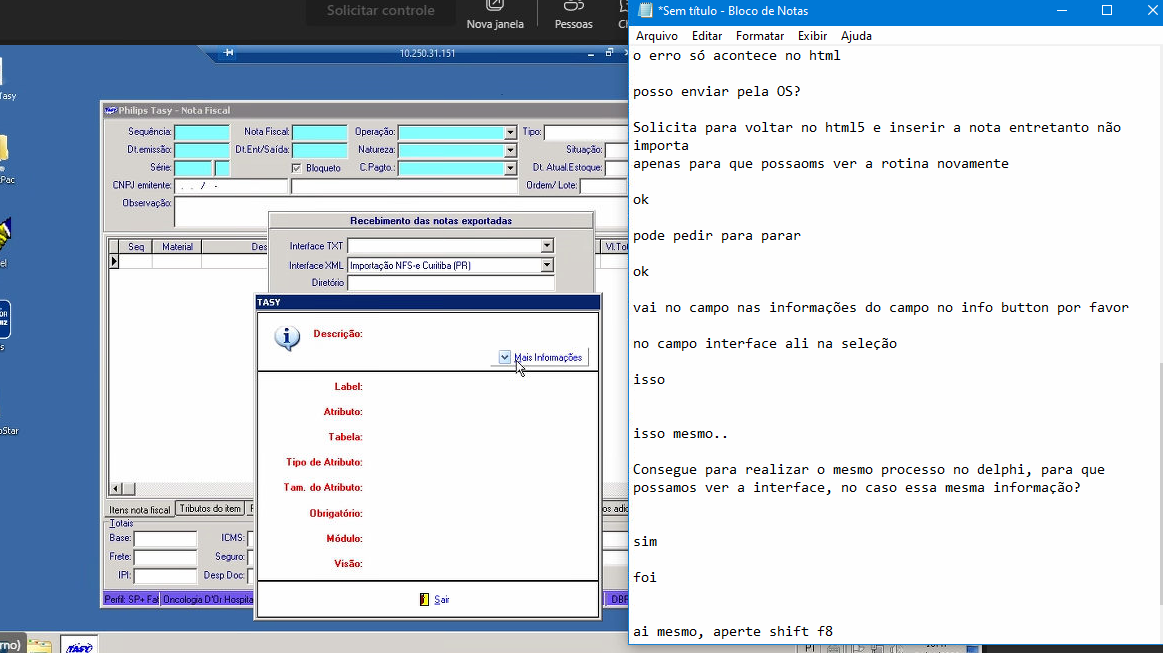 Solicitar controle
Nova janela
Pessoas
10.250.31.151
Tasy
Pac
el
s
oStar
Philips Tasy - Nota Fiscal
Sequência:
Nota Fiscal:
Operação:
Tipo:
Dt.emissão:
Dt.Ent/Saída:
Natureza:
Situação:
Série:
Bloqueto
C.Pagto.:
Dt. Atual.Estoque:
CNPJ emitente:
. . / -
Ordem/ Lote:
Observação:
Recebimento das notas exportadas
Seq
Material
Des
Vl.Tot
Interface TXT
Interface XML
Importação NFS-e Curitiba (PR)
Diretório
TASY
Descrição:
Mais Informações
Label:
Atributo:
Tabela:
Tipo de Atributo:
Tam. do Atributo:
Obrigatório:
Módulo:
Visão:
Sair
Itens nota fiscal
Tributos do item
os adic
Totais
Base:
ICMS:
Frete:
Seguro:
IPI:
Desp Doc:
Perfil: SP+ Fat
Oncologia D'Or Hospita
rno)
TASY
PT
*Sem título - Bloco de Notas
Arquivo Editar Formatar Exibir Ajuda
o erro só acontece no html
posso enviar pela OS?
Solicita para voltar no html5 e inserir a nota entretanto não
importa
apenas para que possaoms ver a rotina novamente
ok
pode pedir para parar
ok
vai no campo nas informações do campo no info button por favor
no campo interface ali na seleção
isso
isso mesmo..
Consegue para realizar o mesmo processo no delphi, para que
possamos ver a interface, no caso essa mesma informação?
sim
foi
ai mesmo, aperte shift f8